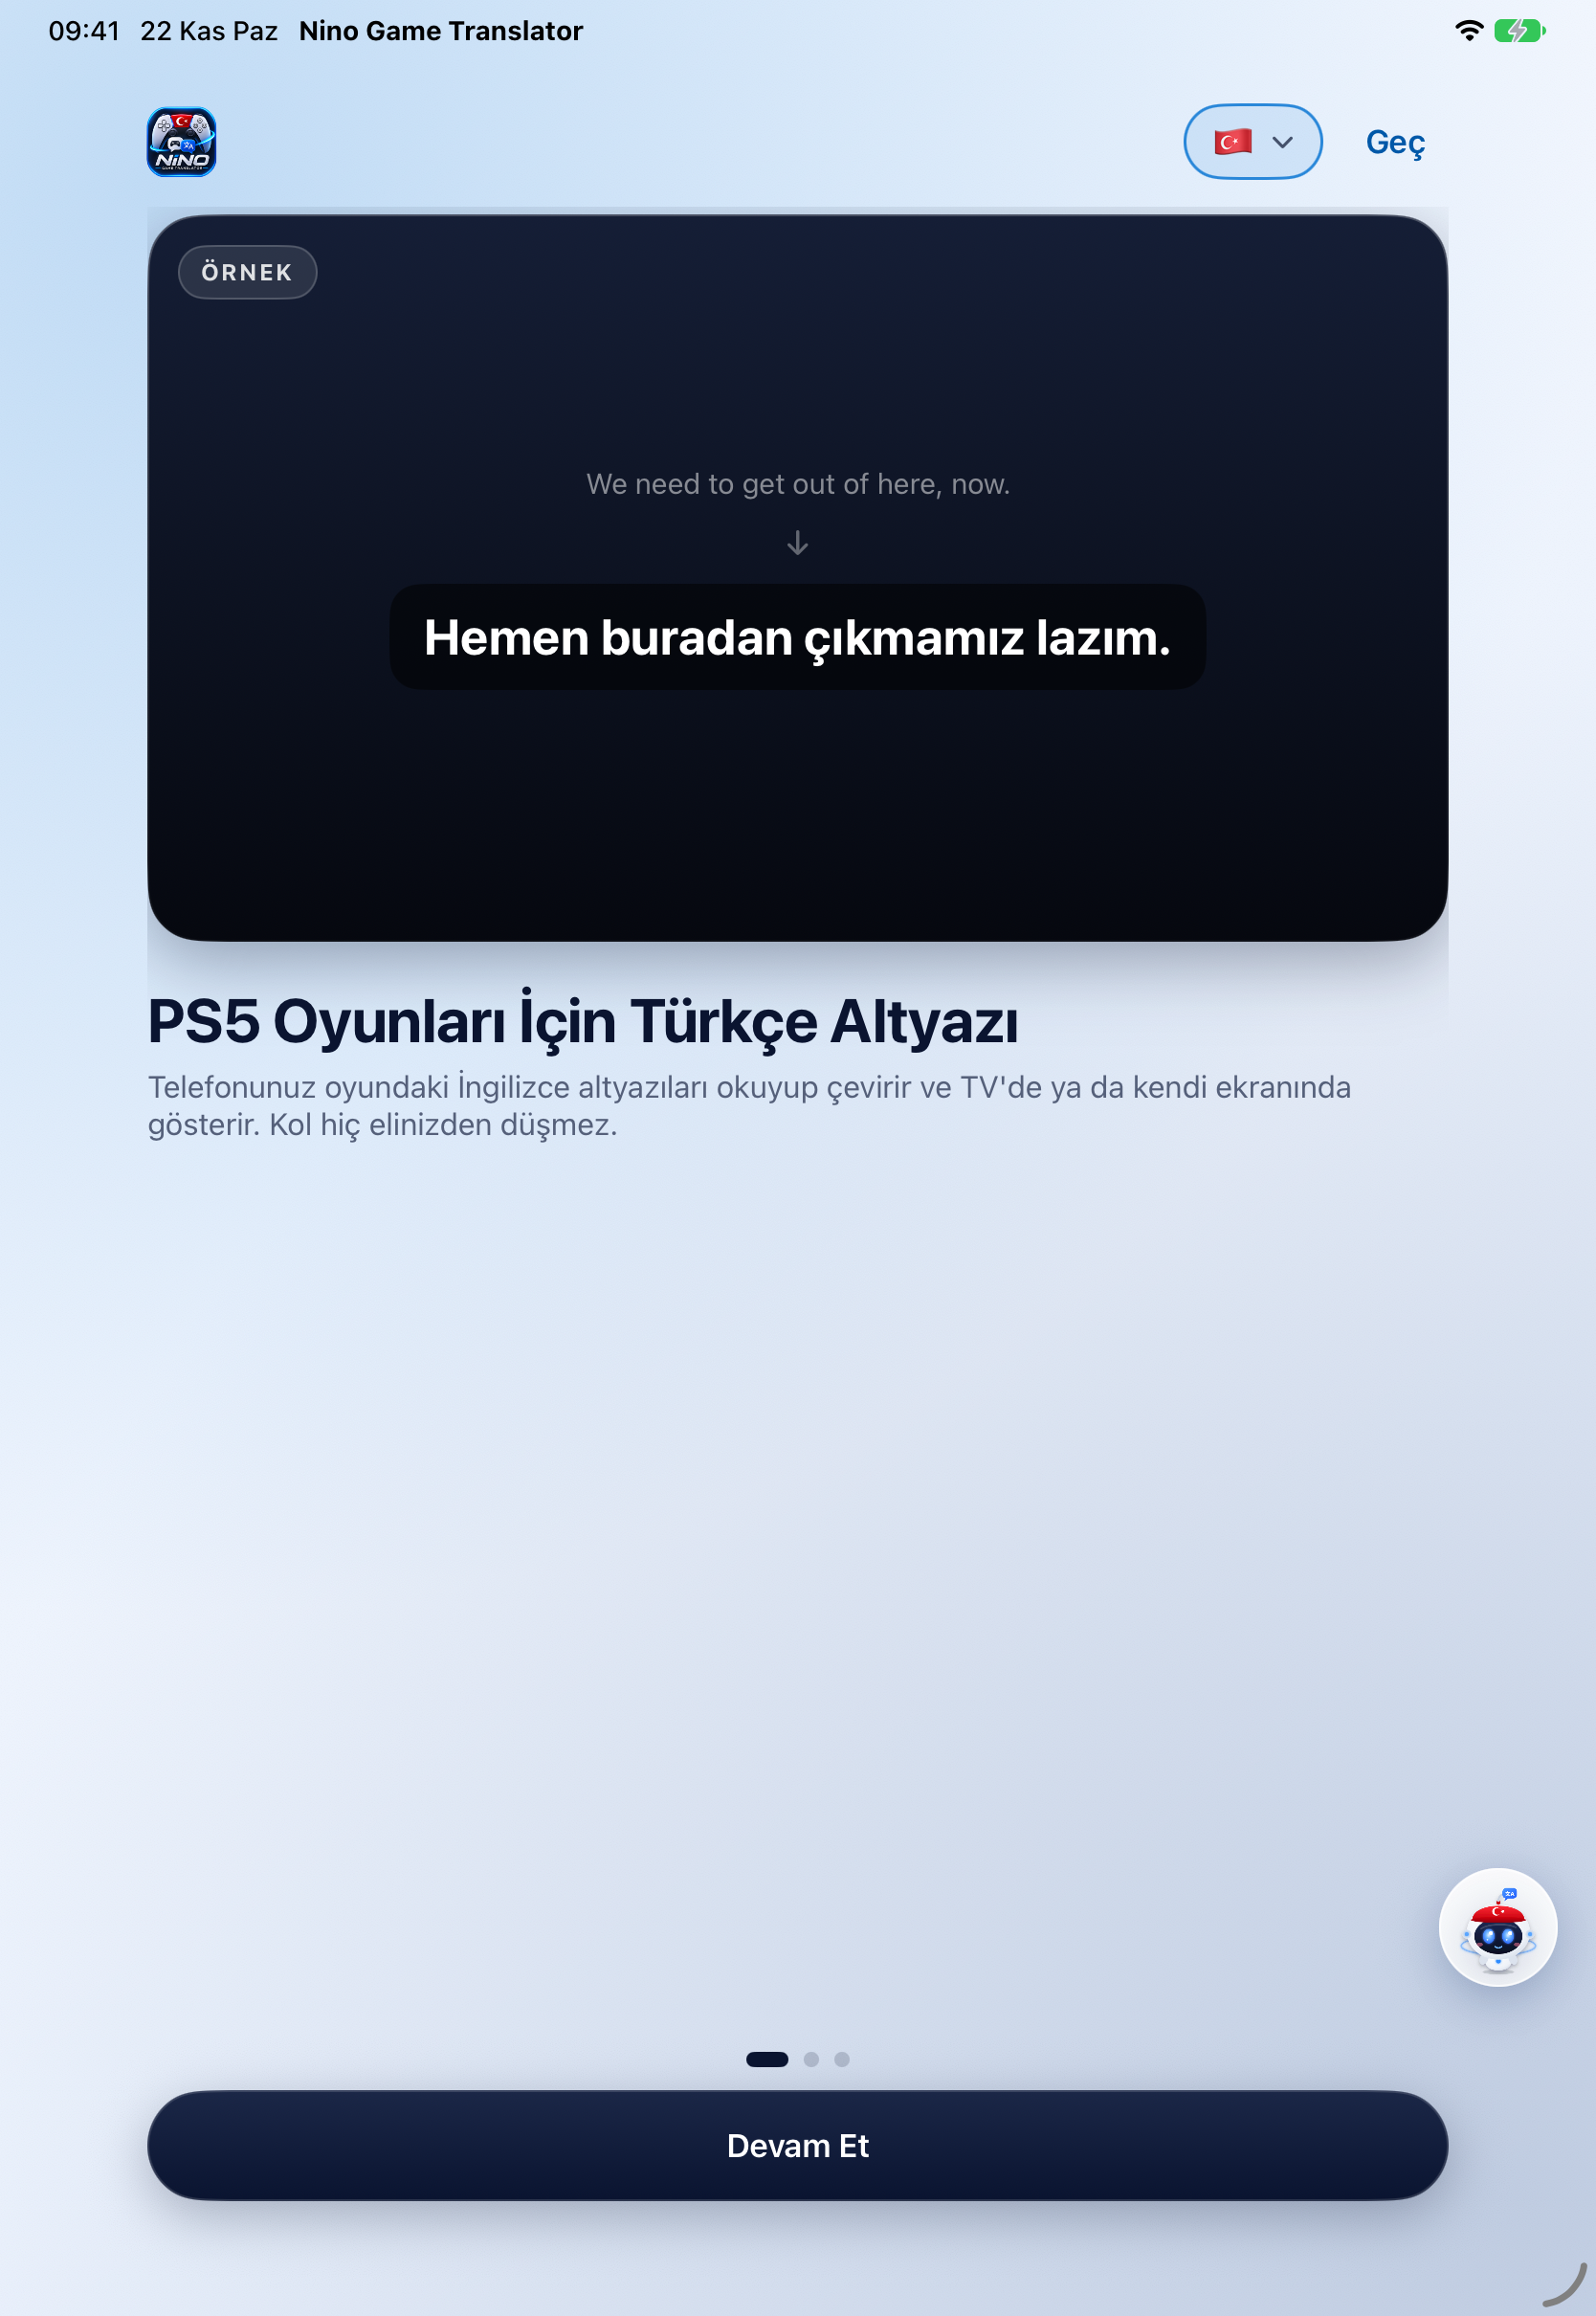 09:41 22 Kas Paz Nino Game Translator
NiNO
Geç
ÖRNEK
We need to get out of here, now.
Hemen buradan çıkmamız lazım.
PS5 Oyunları İçin Türkçe Altyazı
Telefonunuz oyundaki İngilizce altyazıları okuyup çevirir ve TV'de ya da kendi ekranında
gösterir. Kol hiç elinizden düşmez.
Devam Et